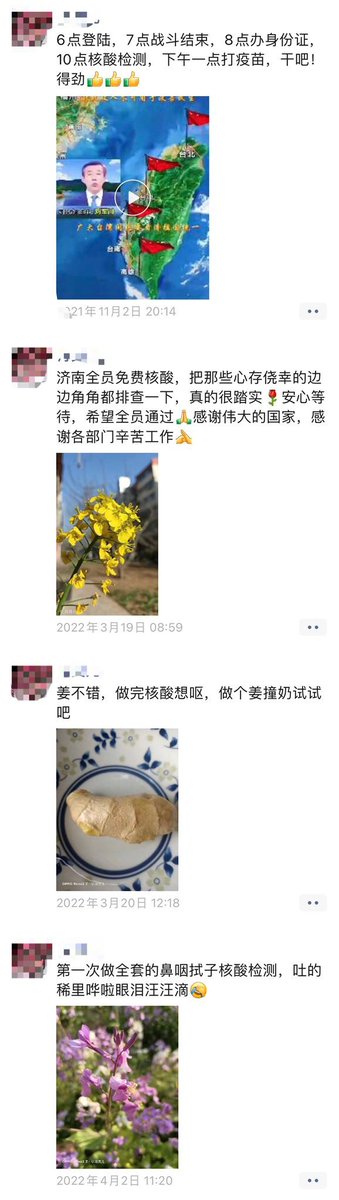 6点登陆，7点战斗结束，8点办身份证，
10点核酸检测，下午一点打疫苗，干吧！
得劲👍👍👍
台北
台南
高雄
021年11月2日 20:14
济南全员免费核酸，把那些心存侥幸的边
边角角都排查一下，真的很踏实🌹安心等
待，希望全员通过🙏感谢伟大的国家，感
谢各部门辛苦工作👏
2022年3月19日 08:59
姜不错，做完核酸想呕，做个姜撞奶试试
吧
2022年3月20日 12:18
第一次做全套的鼻咽拭子核酸检测，吐的
稀里哗啦眼泪汪汪滴🤣
2022年4月2日 11:20